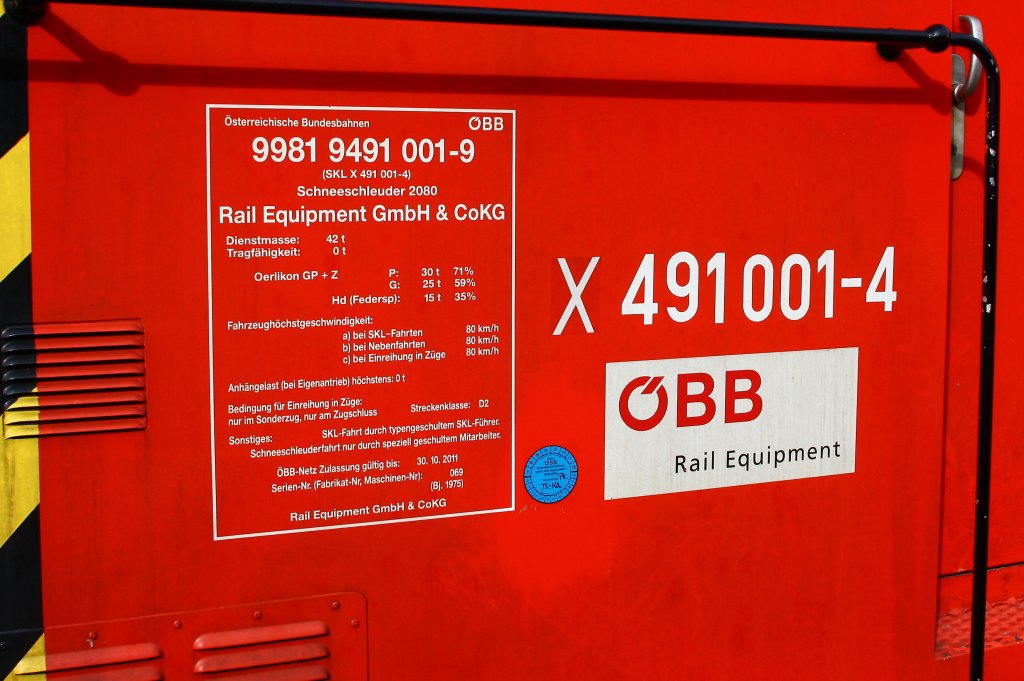 Österreichische Bundesbahnen ÖBB
9981 9491 001-9
(SKL X 491 001-4)
Schneeschleuder 2080
Rail Equipment GmbH & CoKG
Dienstmasse: 42 t
Tragfähigkeit: 0 t
Oerlikon GP + Z P: 30 t 71%
G: 25 t 59%
Hd (Federsp): 15 t 35%
Fahrzeughöchstgeschwindigkeit:
a) bei SKL-Fahrten 80 km/h
b) bei Nebenfahrten 80 km/h
c) bei Einreihung in Züge 80 km/h
Anhängelast (bei Eigenantrieb) höchstens: 0 t
Bedingung für Einreihung in Züge:
nur im Sonderzug, nur am Zugschluss Streckenklasse: D2
Sonstiges: SKL-Fahrt durch typengeschultem SKL-Führer.
Schneeschleuderfahrt nur durch speziell geschultem Mitarbeiter.
ÖBB-Netz Zulassung gültig bis: 30. 10. 2011
Serien-Nr. (Fabrikat-Nr, Maschinen-Nr): 069
(Bj. 1975)
Rail Equipment GmbH & CoKG
X 491 001-4
ÖBB
Rail Equipment
ÖBB